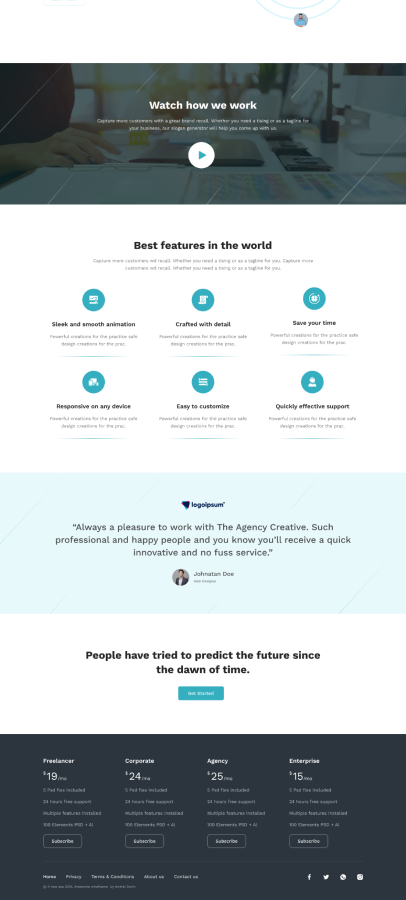 Watch how we work
Capture more customers with a great brand recall. Whether you need a tixing or as a tagline for
your business, our slogan generator will help you come up with us.
Best features in the world
Capture more customers wd recall. Whether you need a tixing or as a tagline for you. Capture more
customers wd recall. Whether you need a tixing or as a tagline for you.
Sleek and smooth animation
Powerful creations for the practice safe
design creations for the prac.
Crafted with detail
Powerful creations for the practice safe
design creations for the prac.
Save your time
Powerful creations for the practice safe
design creations for the prac.
Responsive on any device
Powerful creations for the practice safe
design creations for the prac.
Easy to customize
Powerful creations for the practice safe
design creations for the prac.
Quickly effective support
Powerful creations for the practice safe
design creations for the prac.
logoipsum
“Always a pleasure to work with The Agency Creative. Such
professional and happy people and you know you’ll receive a quick
innovative and no fuss service.”
Johnatan Doe
People have tried to predict the future since
the dawn of time.
Get Started
Freelancer
$19/mo
5 Psd files included
24 hours free support
Multiple features installed
100 Elements PSD + AI
Subscribe
Corporate
$24/mo
5 Psd files included
24 hours free support
Multiple features installed
100 Elements PSD + AI
Subscribe
Agency
$25/mo
5 Psd files included
24 hours free support
Multiple features installed
100 Elements PSD + AI
Subscribe
Enterprise
$15/mo
5 Psd files included
24 hours free support
Multiple features installed
100 Elements PSD + AI
Subscribe
Home Privacy Terms & Conditions About us Contact us